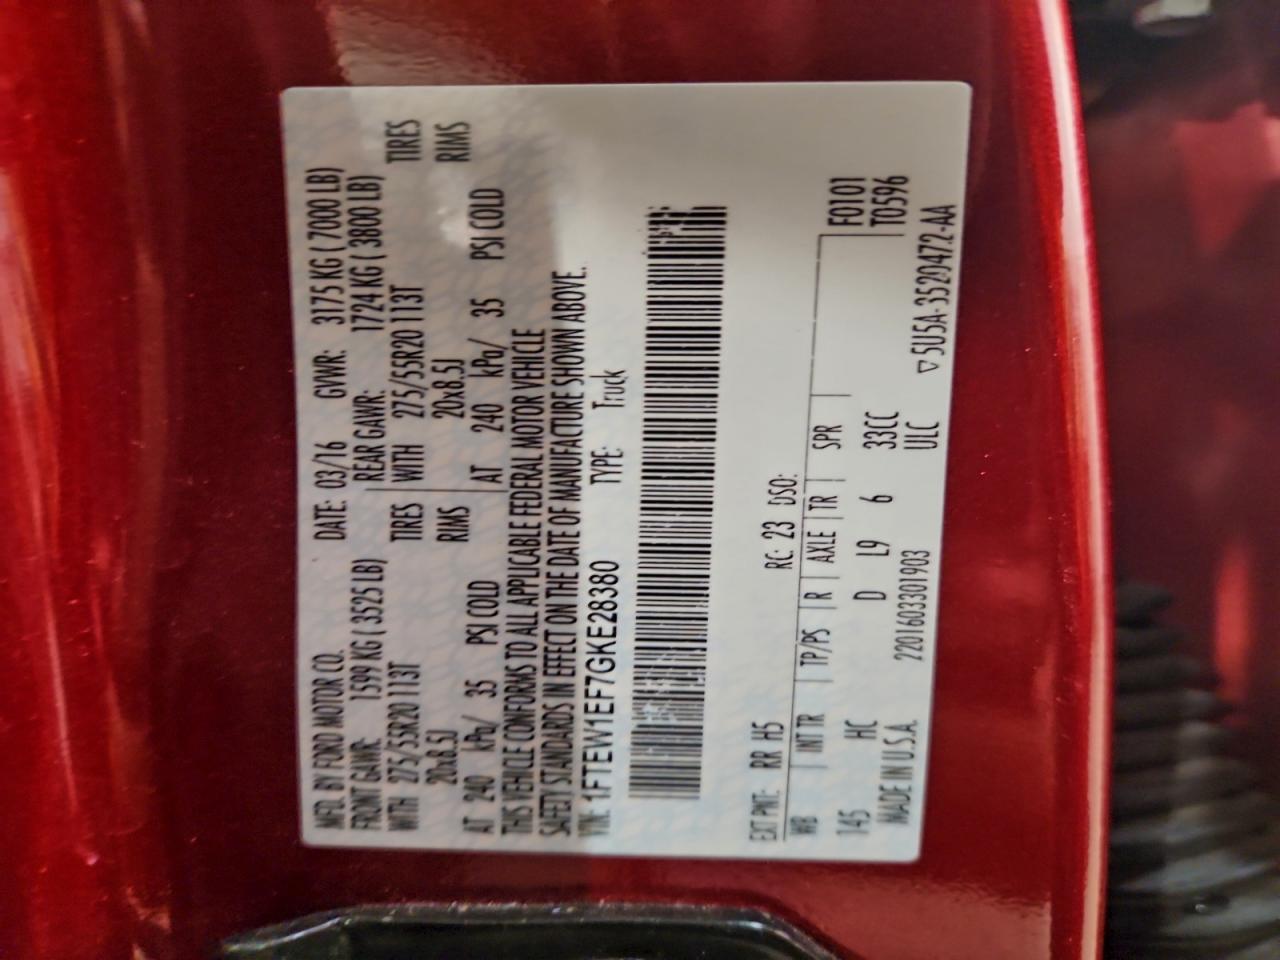 MFD. BY FORD MOTOR CO. DATE: 03/16 GVWR: 3175 KG ( 7000 LB)
FRONT GAWR: 1599 KG ( 3525 LB) REAR GAWR: 1724 KG ( 3800 LB)
WITH 275/55R20 113T TIRES WITH 275/55R20 113T TIRES
20x8.5J RIMS 20x8.5J RIMS
AT 240 kPa/ 35 PSI COLD AT 240 kPa/ 35 PSI COLD
THIS VEHICLE CONFORMS TO ALL APPLICABLE FEDERAL MOTOR VEHICLE
SAFETY STANDARDS IN EFFECT ON THE DATE OF MANUFACTURE SHOWN ABOVE.
VIN: 1FTEW1EF7GKE28380 TYPE: Truck
EXT PNT: RR H5 RC: 23 DSO:
WB INT TR TP/PS R AXLE TR SPR F0101
145 HC D L9 6 33CC T0596
MADE IN U.S.A. 2201603301903 ULC ▽5U5A-3520472-AA